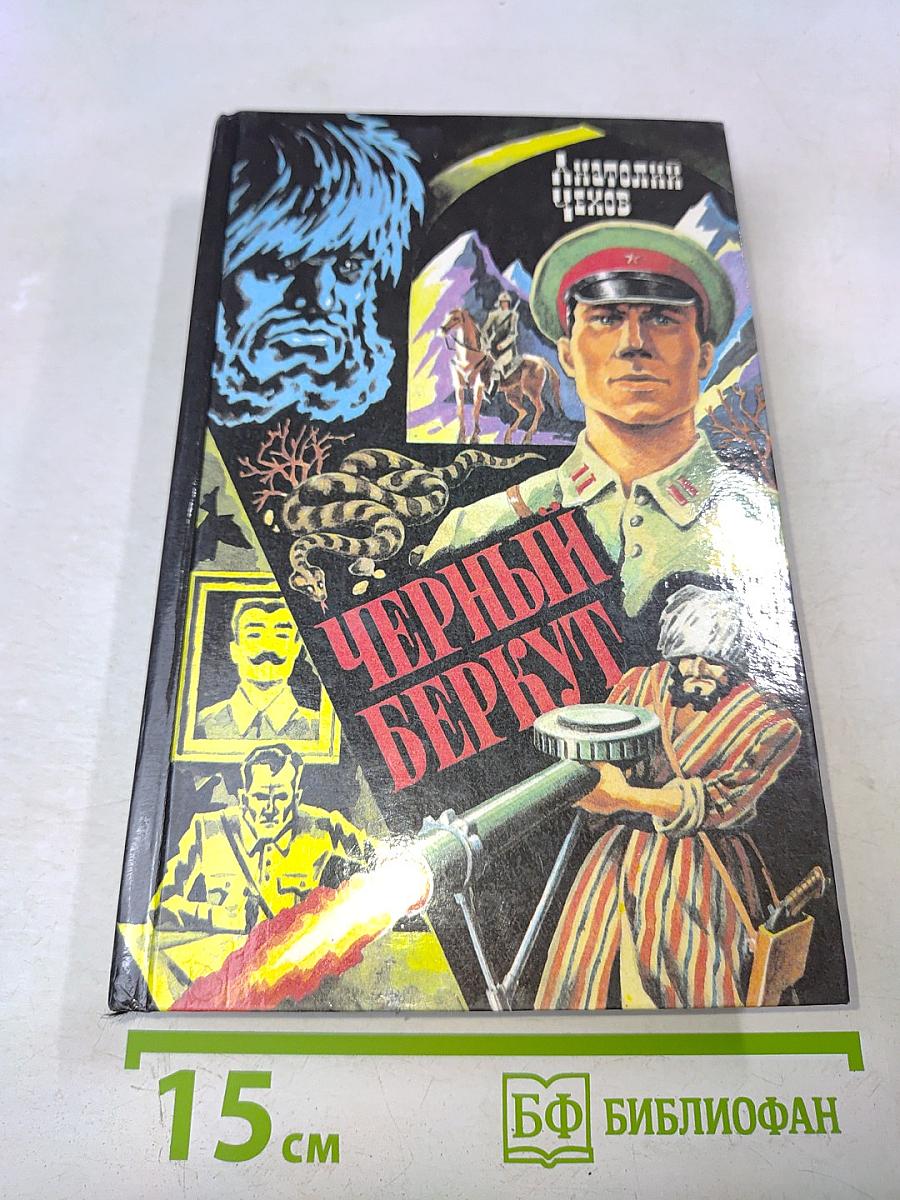 Анатолий
Чехов
ЧЕРНЫЙ
БЕРКУТ
15 см
БФ БИБЛИОФАН